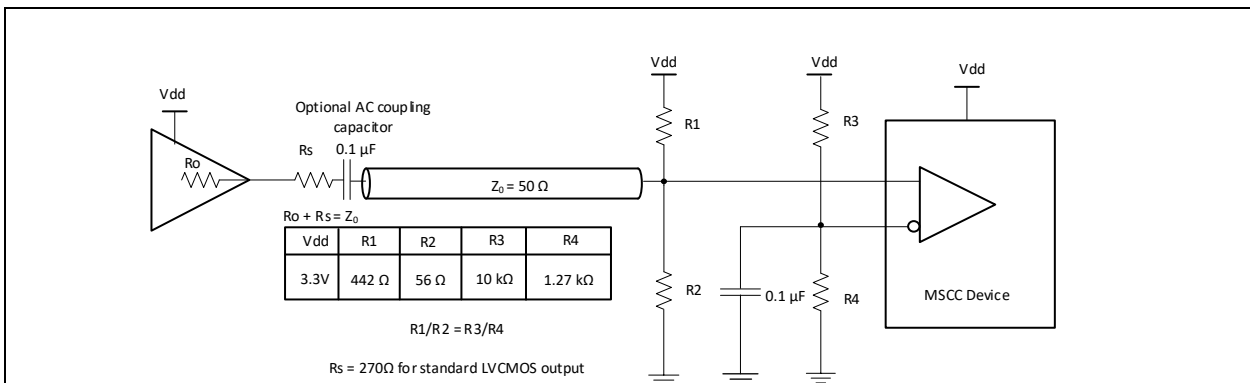 Vdd
Vdd
Vdd
Vdd
Optional AC coupling
capacitor
0.1 µF
Rs
Ro
R1
R3
Z₀ = 50 Ω
Ro + Rs = Z₀
Vdd R1 R2 R3 R4
3.3V 442 Ω 56 Ω 10 kΩ 1.27 kΩ
R2
0.1 µF
R4
MSCC Device
R1/R2 = R3/R4
Rs = 270Ω for standard LVCMOS output